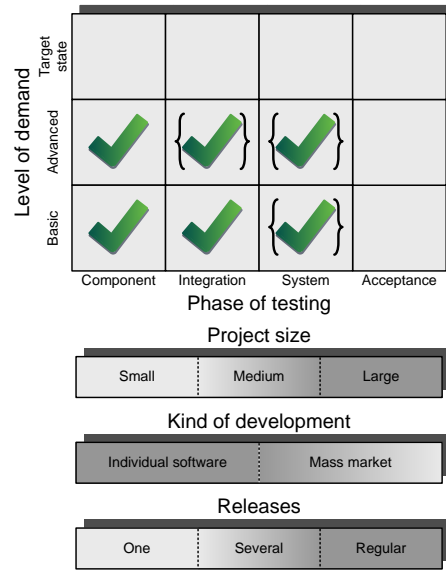 Level of demand
Target
state
Advanced
Basic
Component Integration System Acceptance
Phase of testing
Project size
Small Medium Large
Kind of development
Individual software Mass market
Releases
One Several Regular